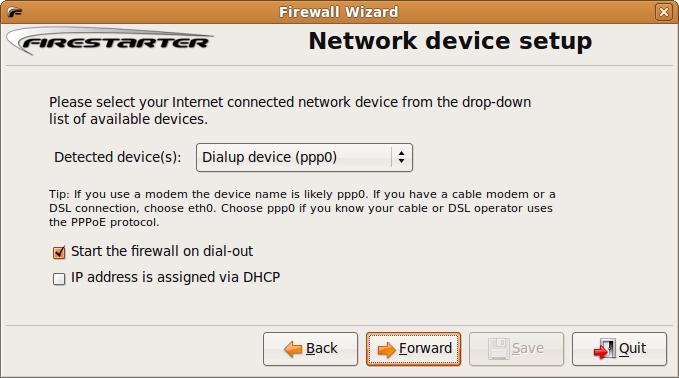 Firewall Wizard
FIRESTARTER
Network device setup
Please select your Internet connected network device from the drop-down
list of available devices.
Detected device(s): Dialup device (ppp0)
Tip: If you use a modem the device name is likely ppp0. If you have a cable modem or a
DSL connection, choose eth0. Choose ppp0 if you know your cable or DSL operator uses
the PPPoE protocol.
Start the firewall on dial-out
IP address is assigned via DHCP
Back Forward Save Quit